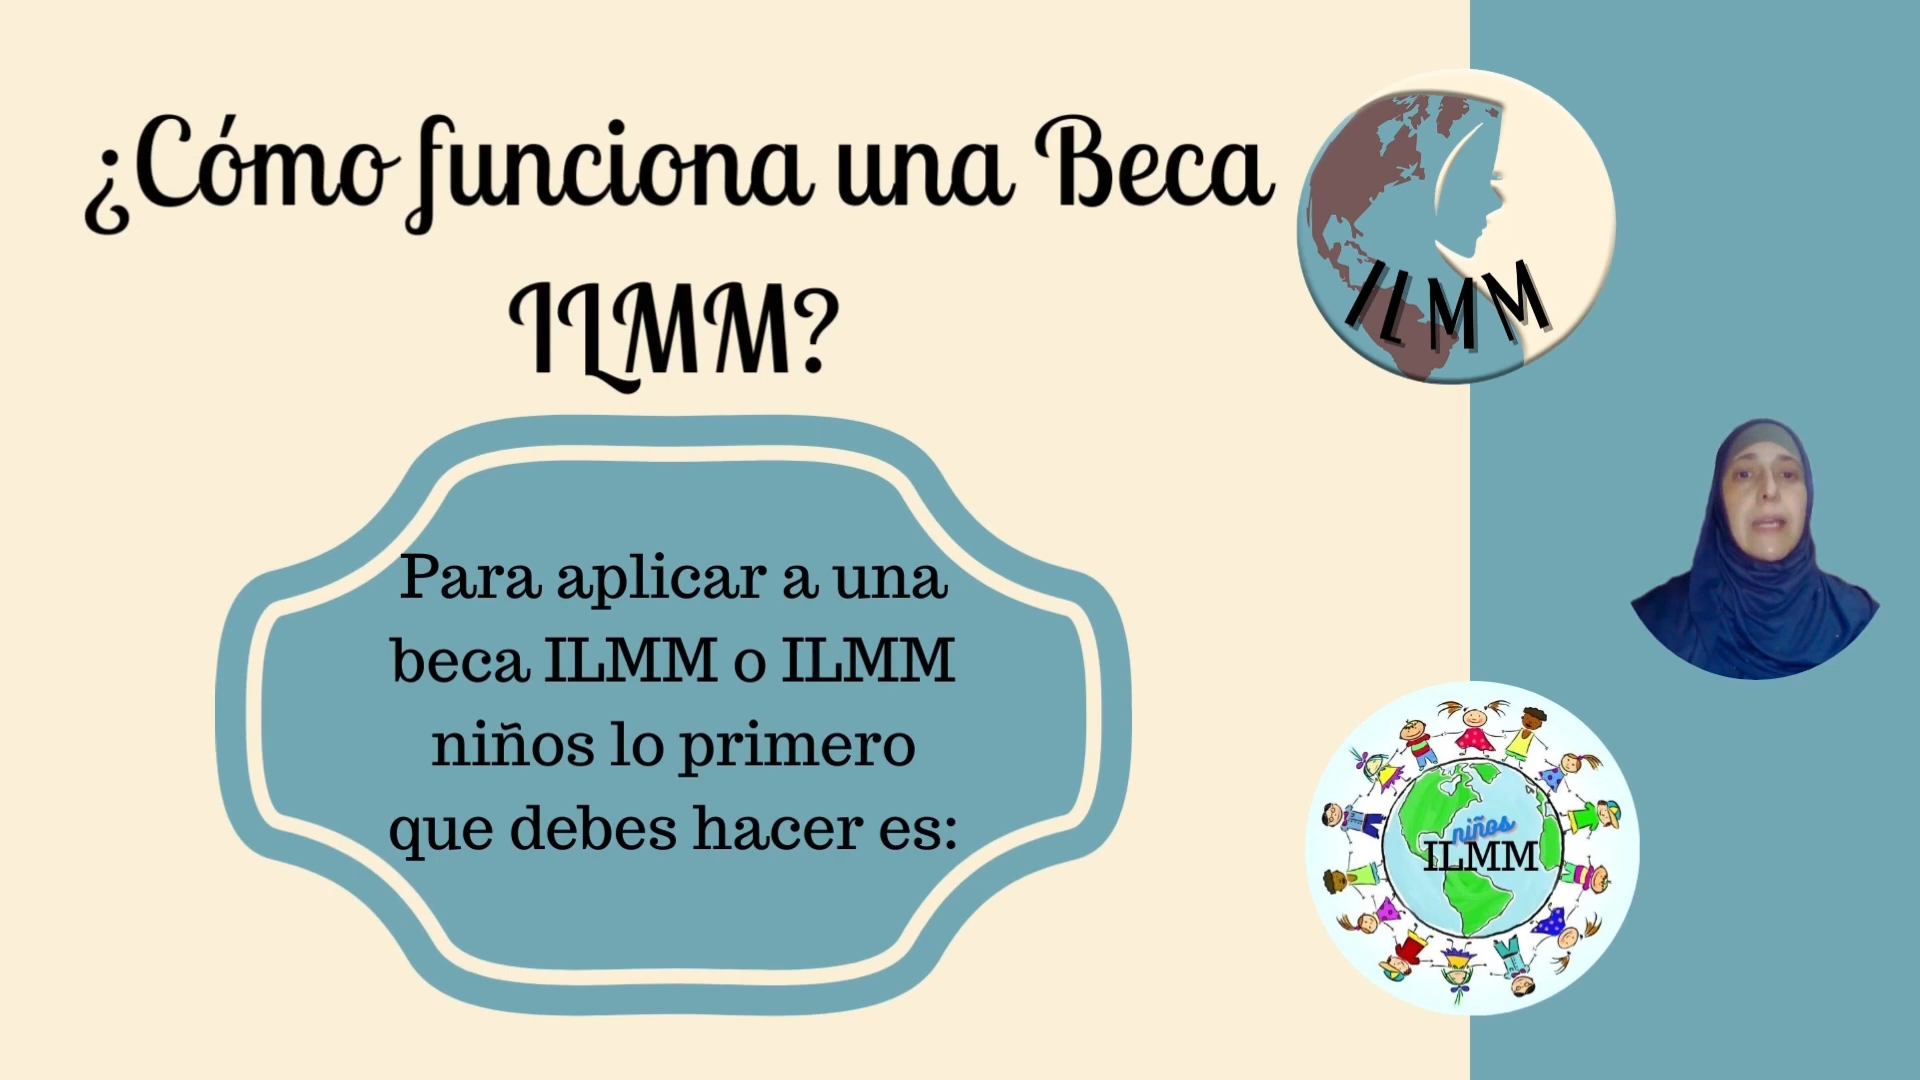 ¿Cómo funciona una Beca
ILMM?
ILMM
Para aplicar a una
beca ILMM o ILMM
niños lo primero
que debes hacer es:
niños
ILMM